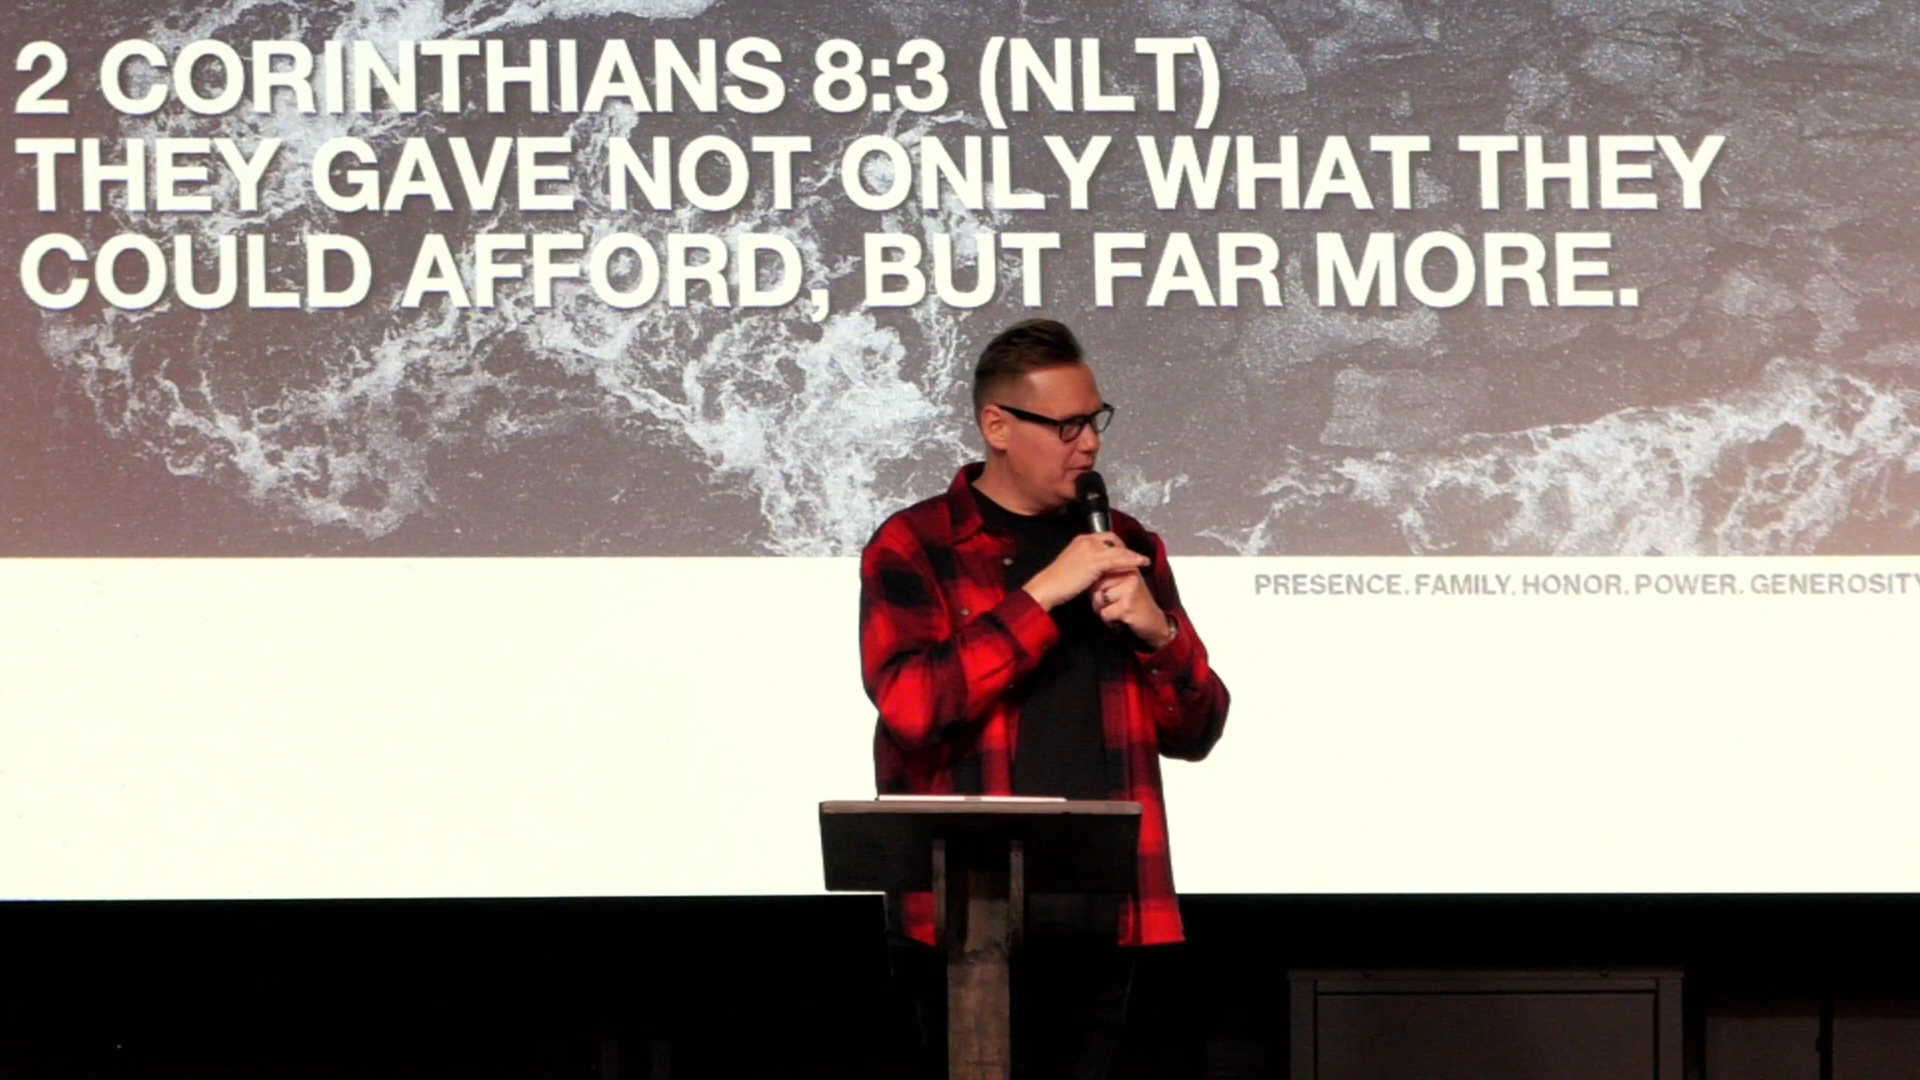 2 CORINTHIANS 8:3 (NLT)
THEY GAVE NOT ONLY WHAT THEY
COULD AFFORD, BUT FAR MORE.
PRESENCE. FAMILY. HONOR. POWER. GENEROSITY